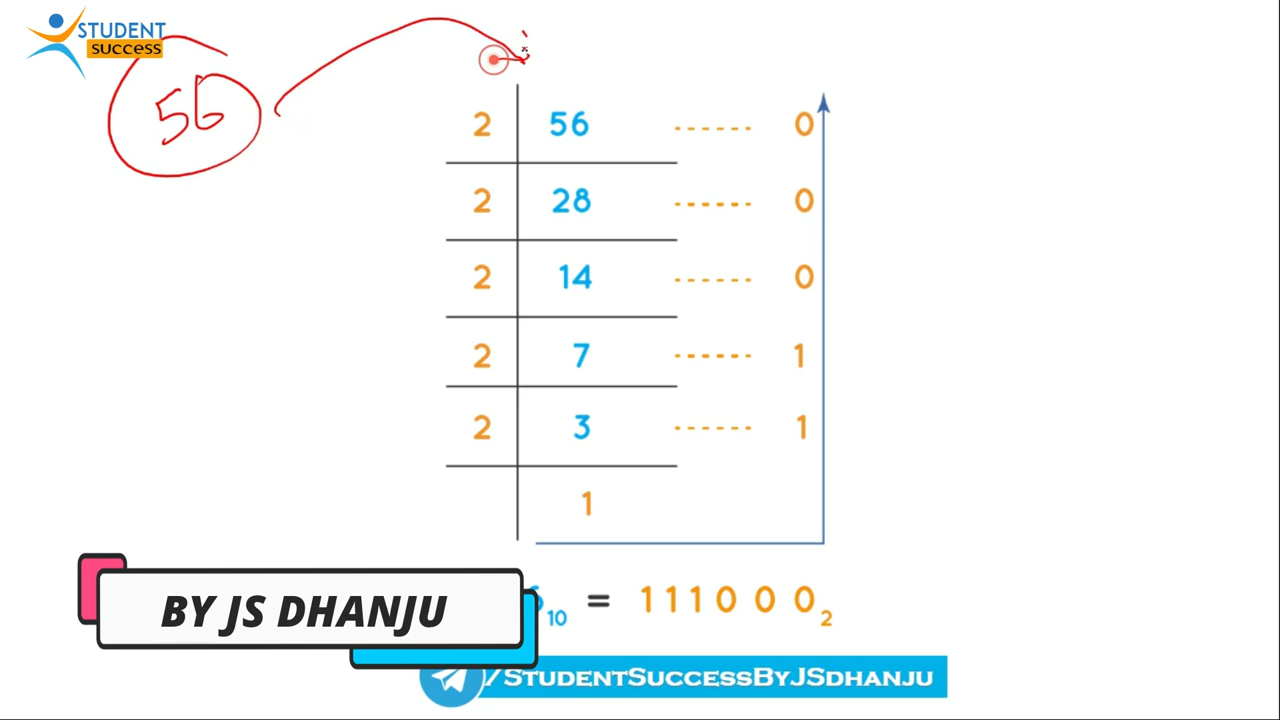 STUDENT
success
56
2 56 ...... 0
2 28 ...... 0
2 14 ...... 0
2 7 ...... 1
2 3 ...... 1
1
10 = 1 1 1 0 0 0 2
BY JS DHANJU
/STUDENTSUCCESSBYJSDHANJU